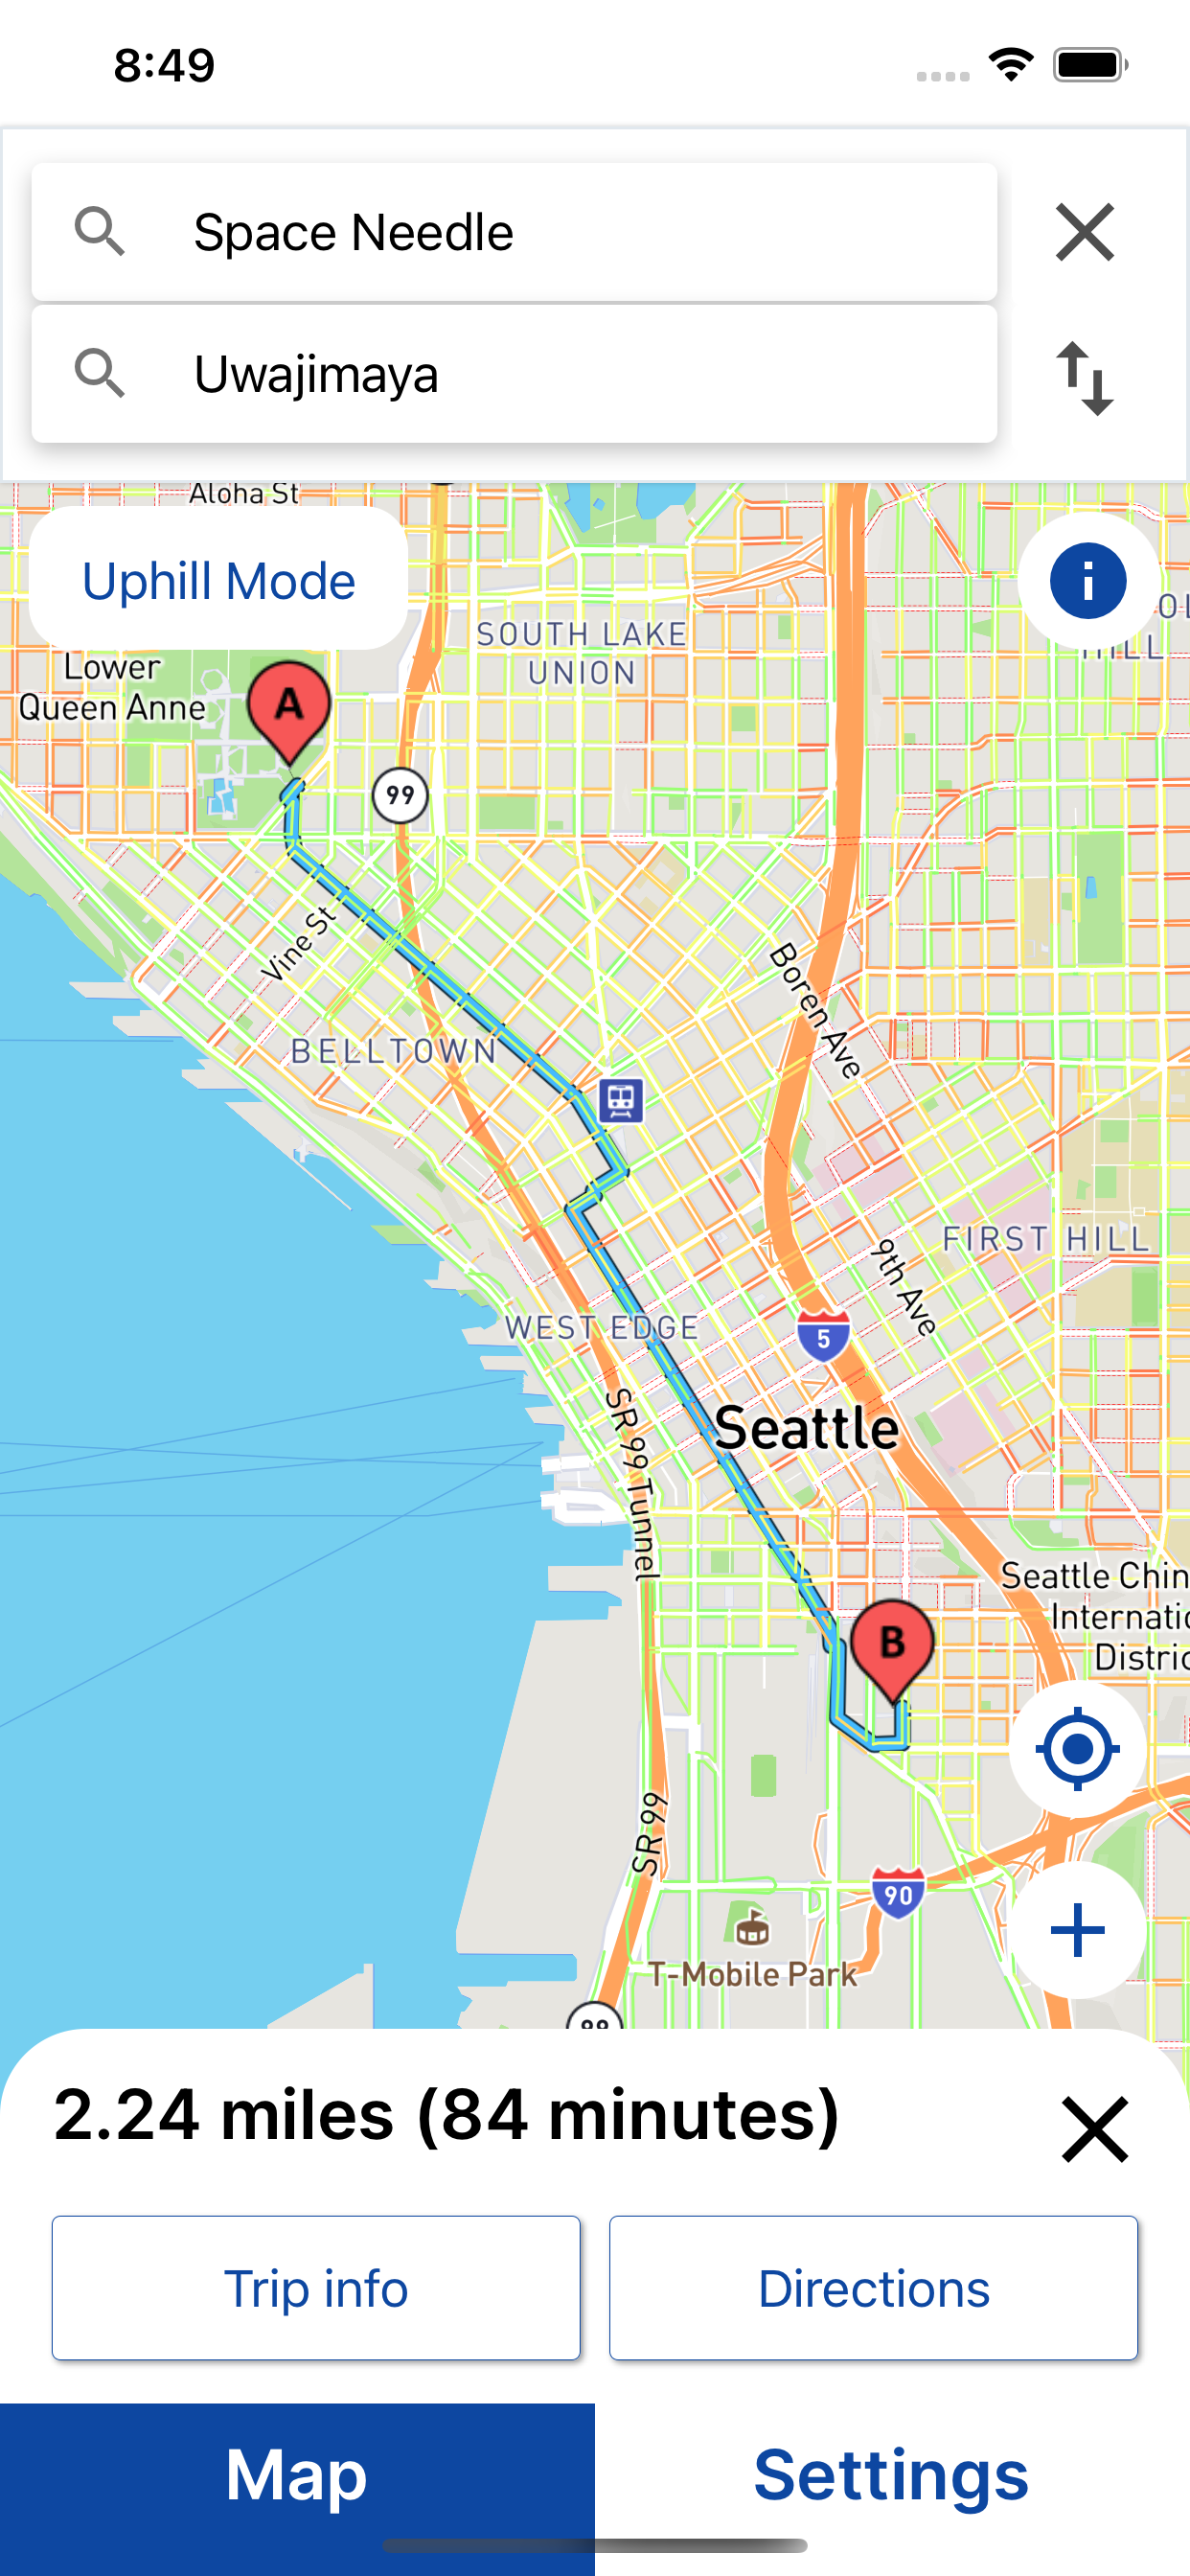 8:49
Space Needle
Uwajimaya
Aloha St
Uphill Mode
i
SOUTH LAKE
UNION
HILL
Lower
Queen Anne
A
99
Vine St
Boren Ave
BELLTOWN
FIRST HILL
9th Ave
WEST EDGE
5
SR 99 Tunnel
Seattle
Seattle Chin
Internatio
Distric
B
SR 99
90
T-Mobile Park
99
2.24 miles (84 minutes)
Trip info
Directions
Map
Settings